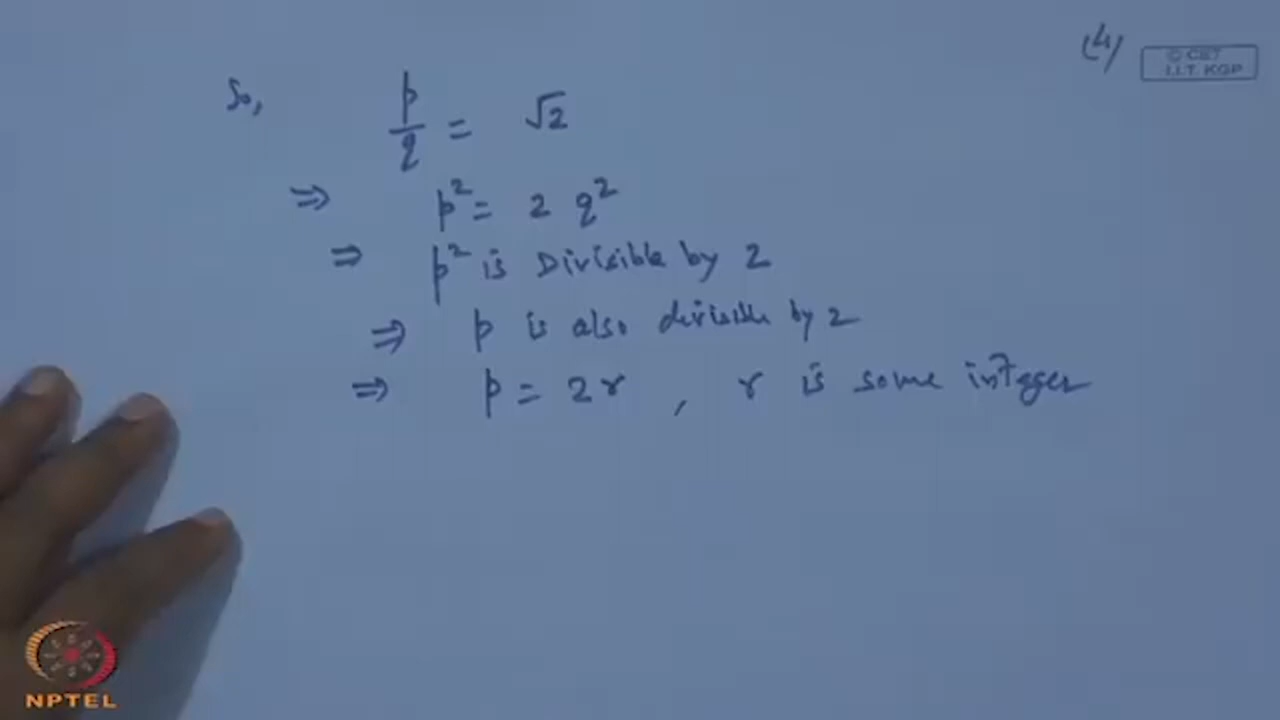 (4)
© CET
I.I.T. KGP
So, p/q = √2
⇒ p² = 2 q²
⇒ p² is Divisible by 2
⇒ p is also divisible by 2
⇒ p = 2r , r is some integer
NPTEL